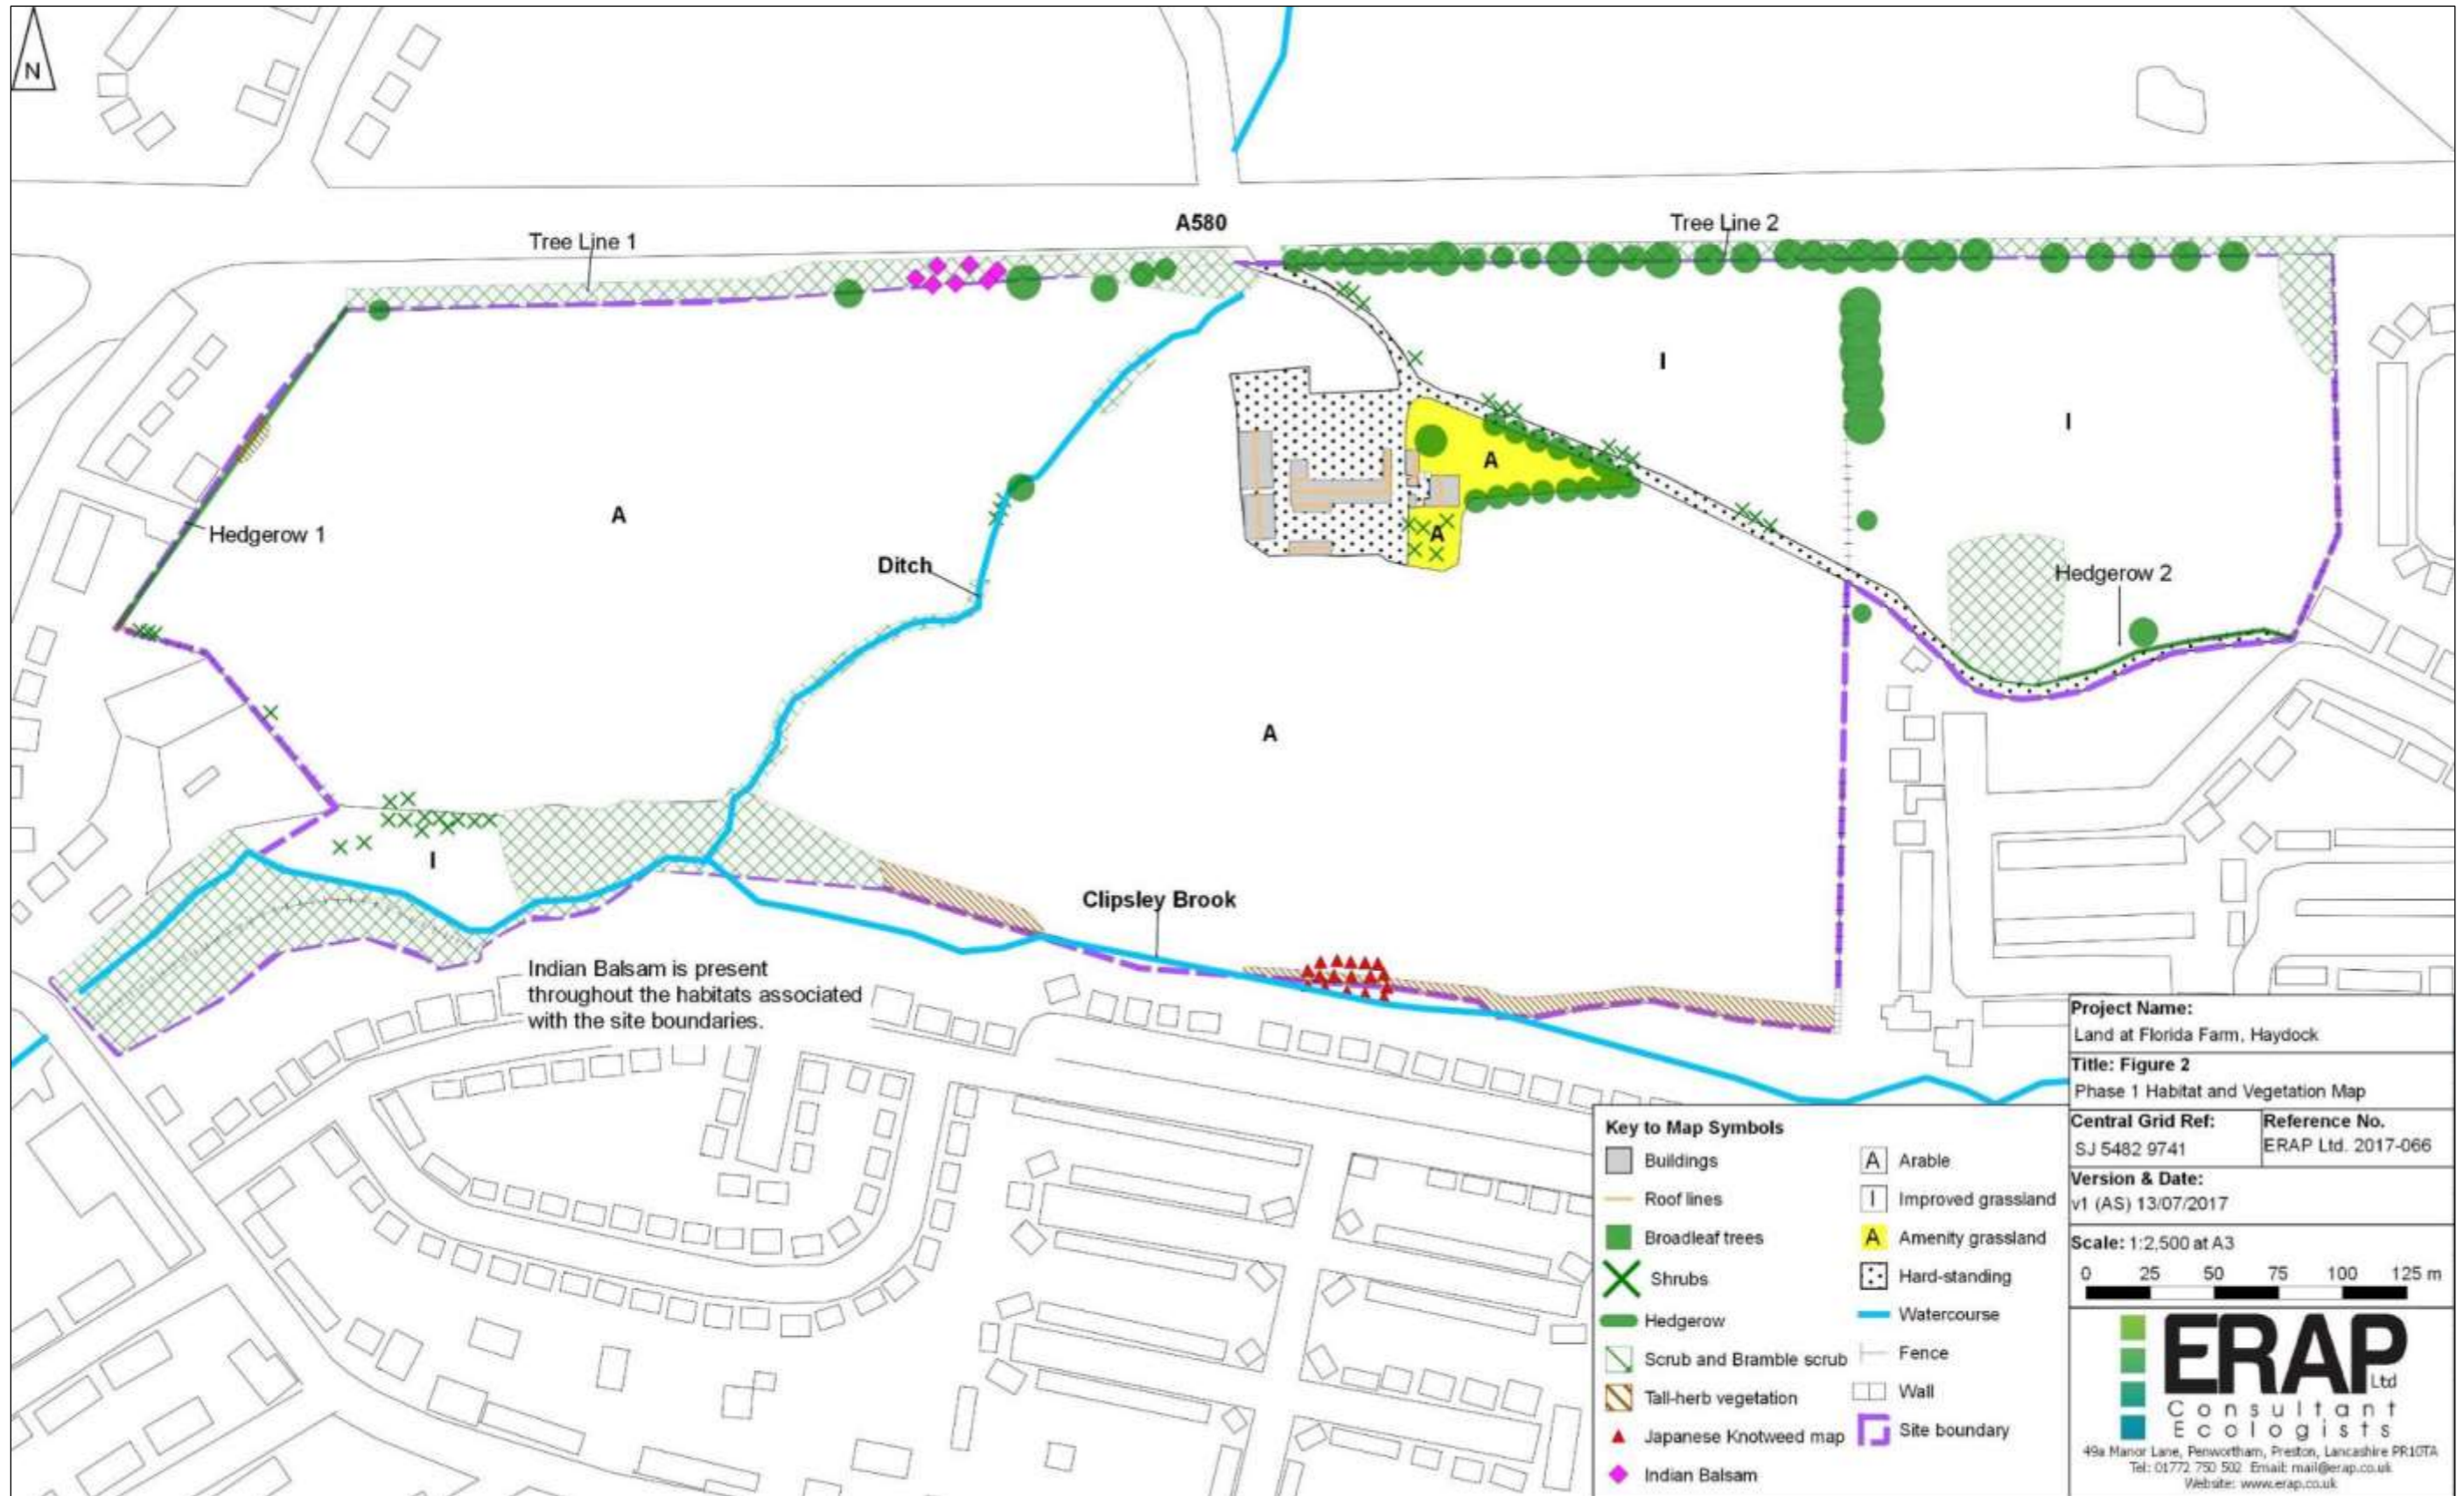 N
A580
Tree Line 1
Tree Line 2
I
I
A
A
A
Hedgerow 1
Ditch
Hedgerow 2
A
I
Clipsley Brook
Indian Balsam is present
throughout the habitats associated
with the site boundaries.
Key to Map Symbols
Buildings
Roof lines
Broadleaf trees
Shrubs
Hedgerow
Scrub and Bramble scrub
Tall-herb vegetation
Japanese Knotweed map
Indian Balsam
A Arable
I Improved grassland
A Amenity grassland
Hard-standing
Watercourse
Fence
Wall
Site boundary
Project Name:
Land at Florida Farm, Haydock
Title: Figure 2
Phase 1 Habitat and Vegetation Map
Central Grid Ref:
SJ 5482 9741
Reference No.
ERAP Ltd. 2017-066
Version & Date:
v1 (AS) 13/07/2017
Scale: 1:2,500 at A3
0 25 50 75 100 125 m
ERAP Ltd
Consultant
Ecologists
49a Manor Lane, Penwortham, Preston, Lancashire PR10TA
Tel: 01772 750 502 Email: mail@erap.co.uk
Website: www.erap.co.uk